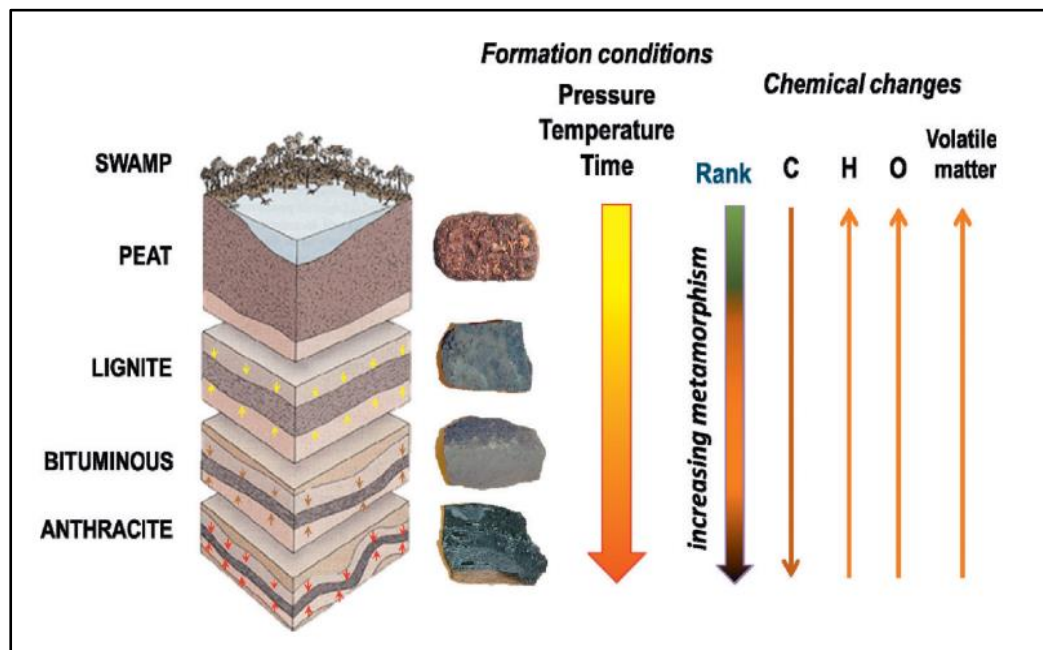 Formation conditions
Pressure
Temperature
Time
Chemical changes
Rank
C
H
O
Volatile
matter
SWAMP
PEAT
LIGNITE
BITUMINOUS
ANTHRACITE
increasing metamorphism